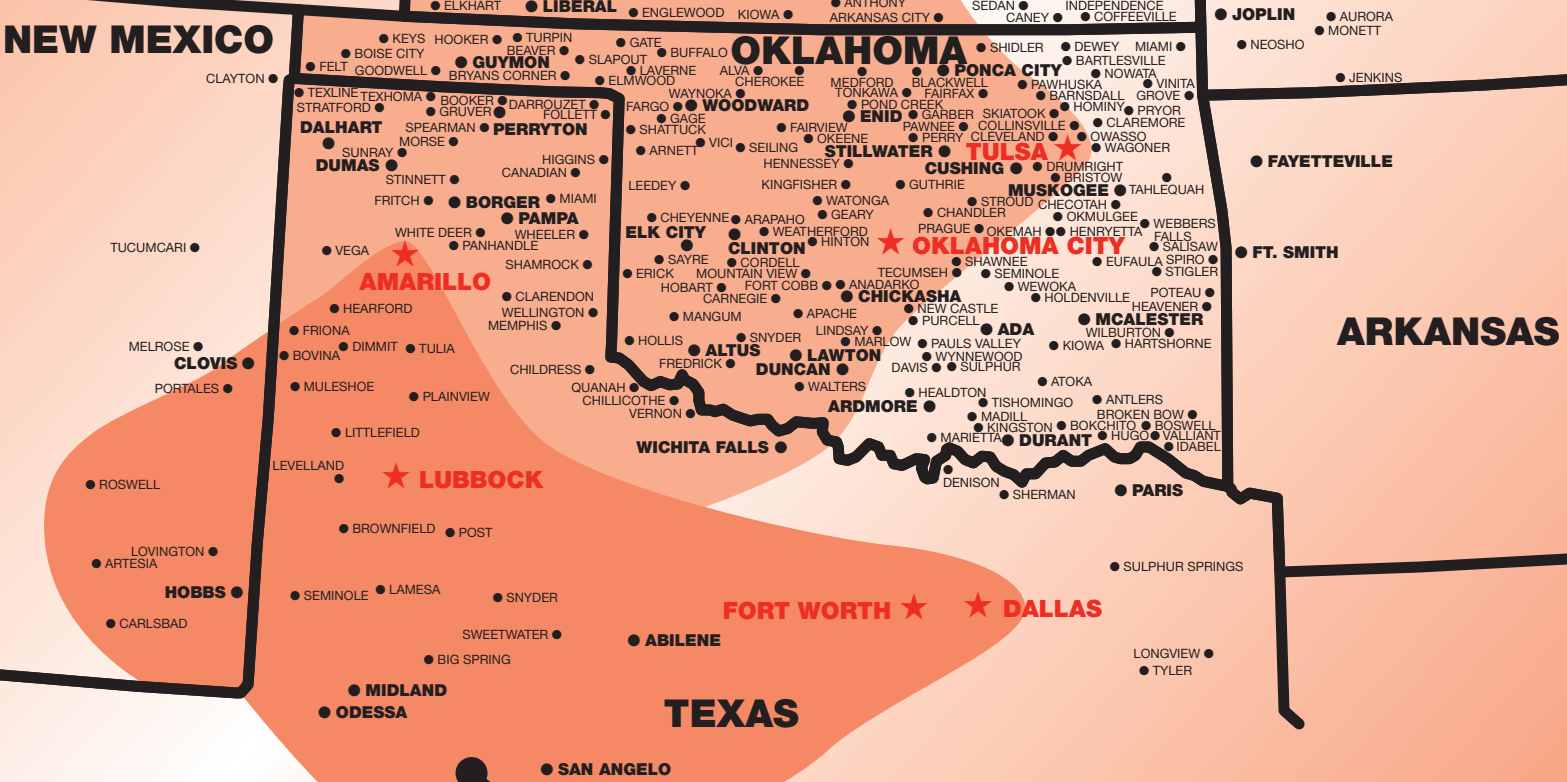 ELKHART
LIBERAL
ENGLEWOOD
KIOWA
ANTHONY
ARKANSAS CITY
SEDAN
CANEY
INDEPENDENCE
COFFEEVILLE
JOPLIN
AURORA
MONETT
NEOSHO
JENKINS
NEW MEXICO
OKLAHOMA
KEYS
HOOKER
TURPIN
BEAVER
BOISE CITY
GUYMON
SLAPOUT
GATE
BUFFALO
FELT
GOODWELL
BRYANS CORNER
ELMWOOD
LAVERNE
ALVA
CHEROKEE
MEDFORD
BLACKWELL
PONCA CITY
SHIDLER
DEWEY
MIAMI
BARTLESVILLE
NOWATA
PAWHUSKA
VINITA
CLAYTON
TEXLINE
TEXHOMA
BOOKER
DARROUZET
STRATFORD
GRUVER
FOLLETT
FARGO
WAYNOKA
WOODWARD
TONKAWA
FAIRFAX
BARNSDALL
GROVE
POND CREEK
HOMINY
PRYOR
GAGE
ENID
GARBER
SKIATOOK
DALHART
SPEARMAN
PERRYTON
SHATTUCK
FAIRVIEW
PAWNEE
COLLINSVILLE
CLAREMORE
MORSE
VICI
OKEENE
PERRY
CLEVELAND
OWASSO
SUNRAY
ARNETT
SEILING
STILLWATER
TULSA
WAGONER
DUMAS
HIGGINS
HENNESSEY
CUSHING
DRUMRIGHT
CANADIAN
BRISTOW
STINNETT
LEEDEY
KINGFISHER
GUTHRIE
MUSKOGEE
TAHLEQUAH
FAYETTEVILLE
FRITCH
BORGER
MIAMI
WATONGA
STROUD
CHECOTAH
PAMPA
CHEYENNE
ARAPAHO
GEARY
CHANDLER
OKMULGEE
WEBBERS
FALLS
WHITE DEER
WHEELER
ELK CITY
WEATHERFORD
PRAGUE
OKEMAH
HENRYETTA
TUCUMCARI
VEGA
PANHANDLE
CLINTON
HINTON
OKLAHOMA CITY
SALISAW
FT. SMITH
SHAMROCK
SAYRE
CORDELL
SHAWNEE
EUFAULA
SPIRO
AMARILLO
ERICK
MOUNTAIN VIEW
TECUMSEH
SEMINOLE
STIGLER
HOBART
FORT COBB
ANADARKO
WEWOKA
CLARENDON
CARNEGIE
CHICKASHA
HOLDENVILLE
POTEAU
HEARFORD
WELLINGTON
MANGUM
APACHE
NEW CASTLE
HEAVENER
MEMPHIS
PURCELL
MCALESTER
FRIONA
LINDSAY
ADA
WILBURTON
ARKANSAS
MELROSE
DIMMIT
TULIA
HOLLIS
SNYDER
MARLOW
PAULS VALLEY
KIOWA
HARTSHORNE
BOVINA
ALTUS
LAWTON
WYNNEWOOD
CLOVIS
CHILDRESS
FREDRICK
DUNCAN
DAVIS
SULPHUR
PORTALES
MULESHOE
QUANAH
WALTERS
ATOKA
PLAINVIEW
CHILLICOTHE
HEALDTON
TISHOMINGO
ANTLERS
VERNON
ARDMORE
MADILL
BROKEN BOW
KINGSTON
BOKCHITO
BOSWELL
LITTLEFIELD
WICHITA FALLS
MARIETTA
DURANT
HUGO
VALLIANT
IDABEL
LEVELLAND
LUBBOCK
DENISON
SHERMAN
PARIS
ROSWELL
BROWNFIELD
POST
LOVINGTON
ARTESIA
SULPHUR SPRINGS
HOBBS
SEMINOLE
LAMESA
SNYDER
FORT WORTH
DALLAS
CARLSBAD
SWEETWATER
ABILENE
BIG SPRING
LONGVIEW
TYLER
MIDLAND
ODESSA
TEXAS
SAN ANGELO